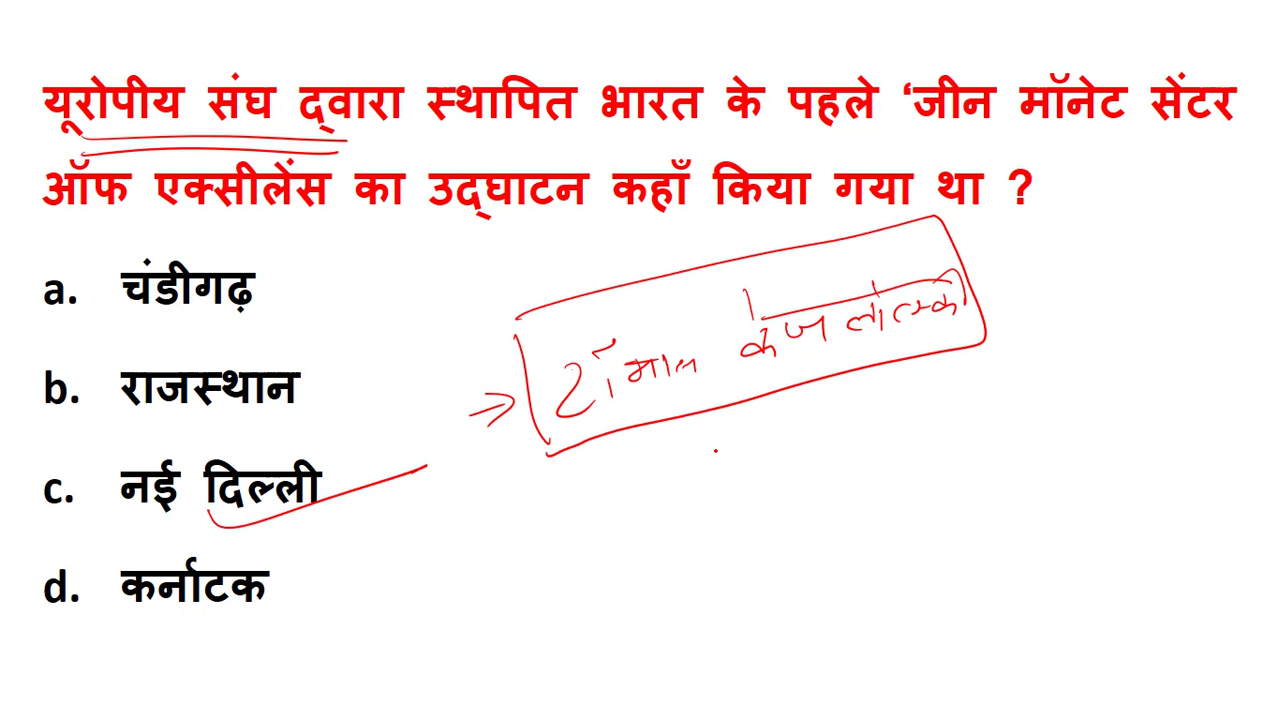 यूरोपीय संघ द्वारा स्थापित भारत के पहले ‘जीन मॉनेट सेंटर
ऑफ एक्सीलेंस का उद्घाटन कहाँ किया गया था ?
a. चंडीगढ़
b. राजस्थान
c. नई दिल्ली
d. कर्नाटक